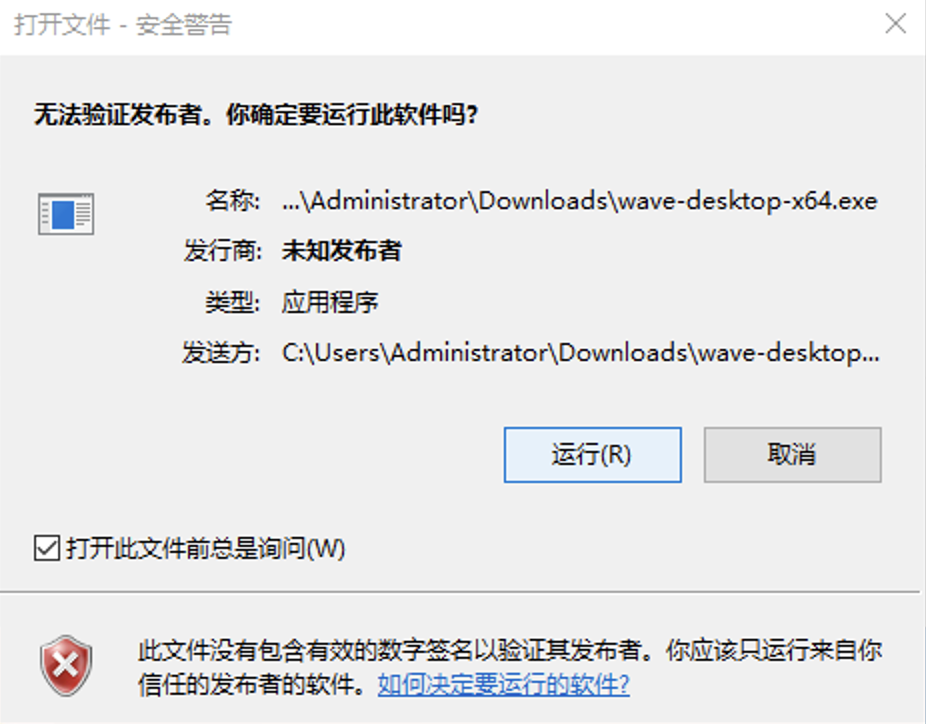 打开文件 - 安全警告
无法验证发布者。你确定要运行此软件吗?
名称: ...\Administrator\Downloads\wave-desktop-x64.exe
发行商: 未知发布者
类型: 应用程序
发送方: C:\Users\Administrator\Downloads\wave-desktop...
运行(R) 取消
打开此文件前总是询问(W)
此文件没有包含有效的数字签名以验证其发布者。你应该只运行来自你
信任的发布者的软件。如何决定要运行的软件?